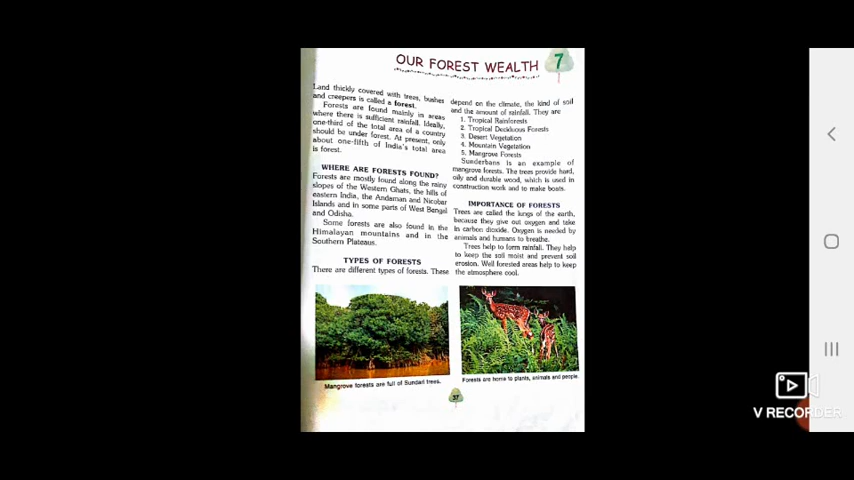 OUR FOREST WEALTH
7
Land thickly covered with trees, bushes
and creepers is called a forest.
Forests are found mainly in areas
where there is sufficient rainfall. Ideally,
one-third of the total area of a country
should be under forest. At present, only
about one-fifth of India's total area
is forest.
WHERE ARE FORESTS FOUND?
Forests are mostly found along the rainy
slopes of the Western Ghats, the hills of
eastern India, the Andaman and Nicobar
Islands and in some parts of West Bengal
and Odisha.
Some forests are also found in the
Himalayan mountains and in the
Southern Plateaus.
TYPES OF FORESTS
There are different types of forests. These
depend on the climate, the kind of soil
and the amount of rainfall. They are
1. Tropical Rainforests
2. Tropical Deciduous Forests
3. Desert Vegetation
4. Mountain Vegetation
5. Mangrove Forests
Sunderbans is an example of
mangrove forests. The trees provide hard,
oily and durable wood, which is used in
construction work and to make boats.
IMPORTANCE OF FORESTS
Trees are called the lungs of the earth,
because they give out oxygen and take
in carbon dioxide. Oxygen is needed by
animals and humans to breathe.
Trees help to form rainfall. They help
to keep the soil moist and prevent soil
erosion. Well forested areas help to keep
the atmosphere cool.
Mangrove forests are full of Sundari trees.
Forests are home to plants, animals and people.
37
V RECORDER